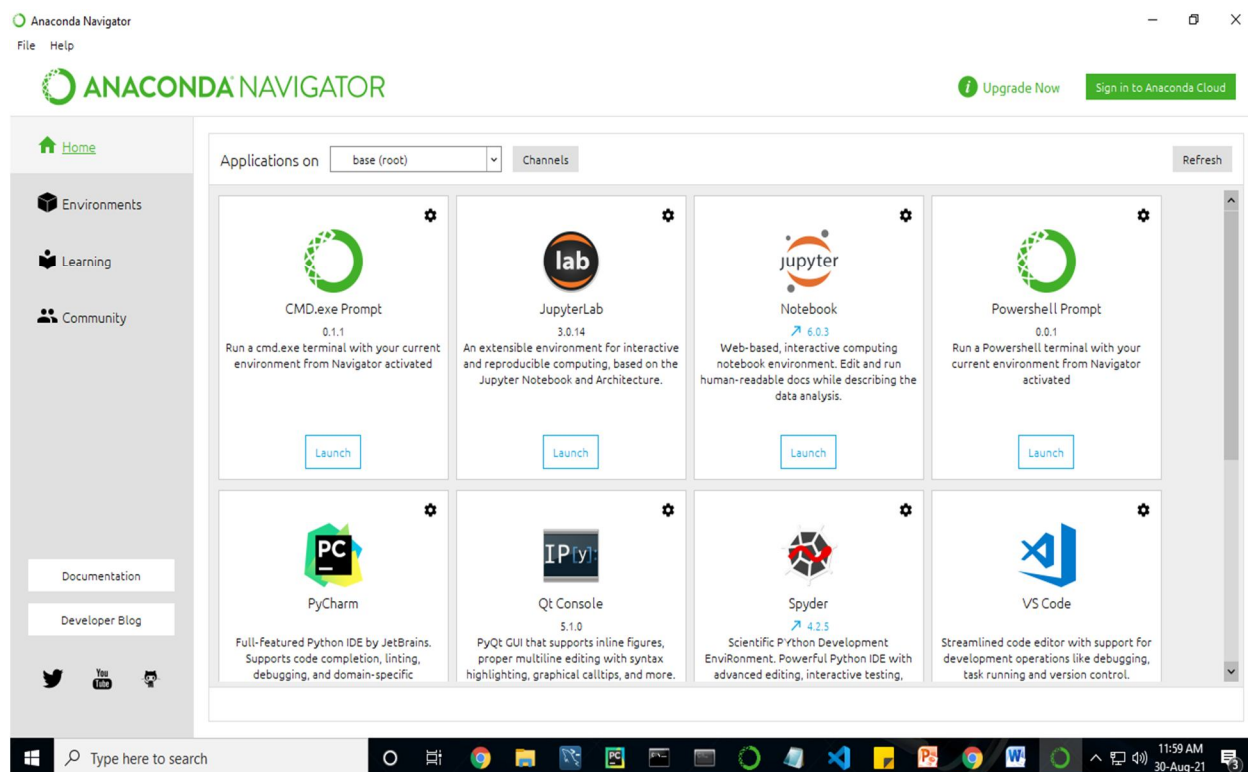 Anaconda Navigator
File Help
ANACONDA NAVIGATOR
i Upgrade Now
Sign in to Anaconda Cloud
Home
Environments
Learning
Community
Documentation
Developer Blog
You
Tube
Applications on base (root) Channels Refresh
CMD.exe Prompt
0.1.1
Run a cmd.exe terminal with your current
environment from Navigator activated
Launch
lab
JupyterLab
3.0.14
An extensible environment for interactive
and reproducible computing, based on the
Jupyter Notebook and Architecture.
Launch
jupyter
Notebook
6.0.3
Web-based, interactive computing
notebook environment. Edit and run
human-readable docs while describing the
data analysis.
Launch
Powershell Prompt
0.0.1
Run a Powershell terminal with your
current environment from Navigator
activated
Launch
PC
PyCharm
Full-featured Python IDE by JetBrains.
Supports code completion, linting,
debugging, and domain-specific
IP[y]:
Qt Console
5.1.0
PyQt GUI that supports inline figures,
proper multiline editing with syntax
highlighting, graphical calltips, and more.
Spyder
4.2.5
Scientific PYthon Development
EnviRonment. Powerful Python IDE with
advanced editing, interactive testing,
VS Code
Streamlined code editor with support for
development operations like debugging,
task running and version control.
Type here to search
PC
P
W
11:59 AM
30-Aug-21
3